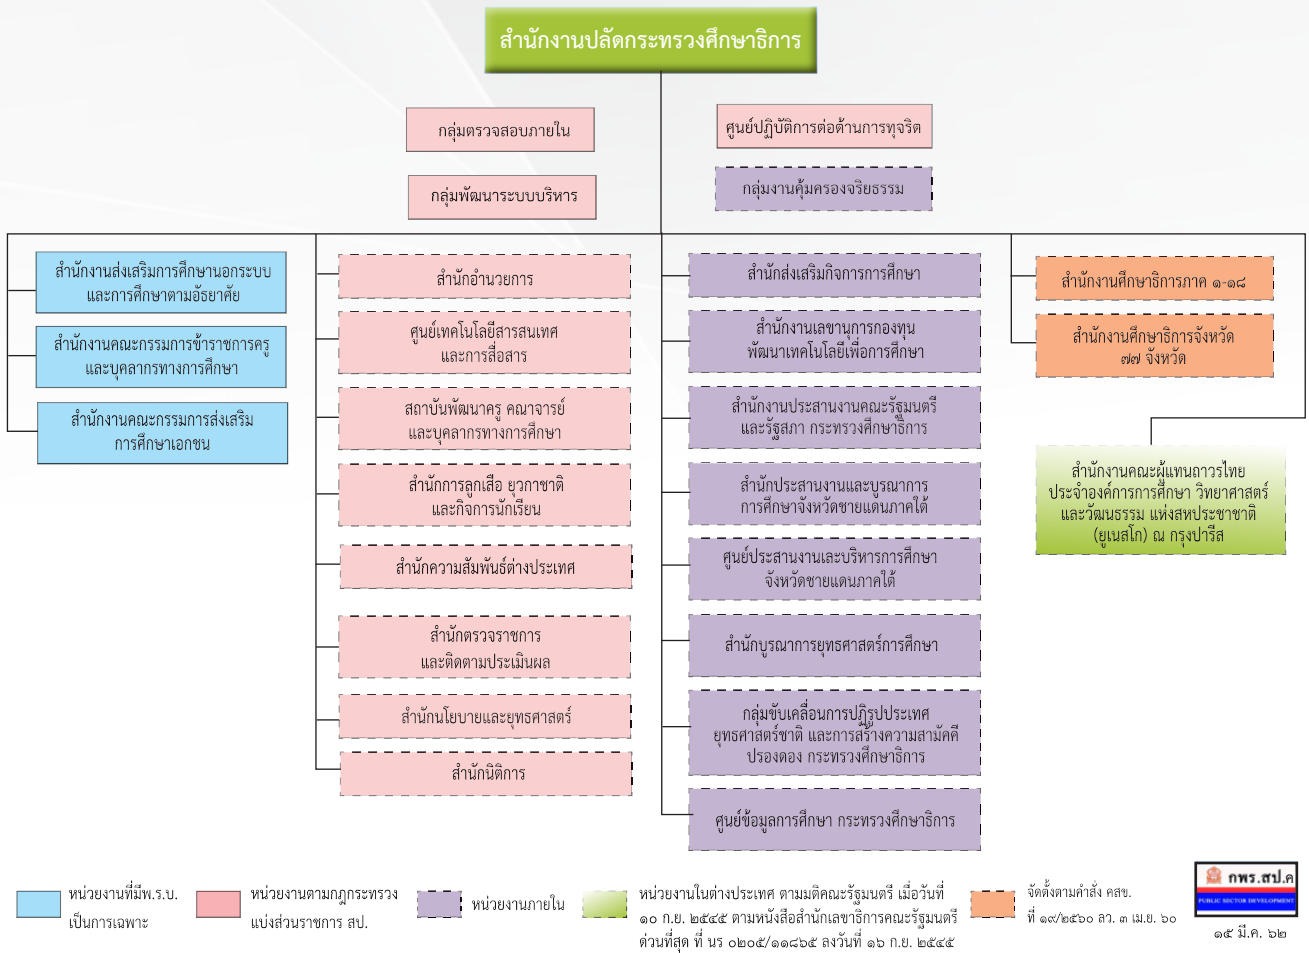 สำนักงานปลัดกระทรวงศึกษาธิการ
กลุ่มตรวจสอบภายใน
ศูนย์ปฏิบัติการต่อต้านการทุจริต
กลุ่มพัฒนาระบบบริหาร
กลุ่มงานคุ้มครองจริยธรรม
สำนักงานส่งเสริมการศึกษานอกระบบ
และการศึกษาตามอัธยาศัย
สำนักงานคณะกรรมการข้าราชการครู
และบุคลากรทางการศึกษา
สำนักงานคณะกรรมการส่งเสริม
การศึกษาเอกชน
สำนักอำนวยการ
ศูนย์เทคโนโลยีสารสนเทศ
และการสื่อสาร
สถาบันพัฒนาครู คณาจารย์
และบุคลากรทางการศึกษา
สำนักการลูกเสือ ยุวกาชาติ
และกิจการนักเรียน
สำนักความสัมพันธ์ต่างประเทศ
สำนักตรวจราชการ
และติดตามประเมินผล
สำนักนโยบายและยุทธศาสตร์
สำนักนิติการ
สำนักส่งเสริมกิจการการศึกษา
สำนักงานเลขานุการกองทุน
พัฒนาเทคโนโลยีเพื่อการศึกษา
สำนักงานประสานงานคณะรัฐมนตรี
และรัฐสภา กระทรวงศึกษาธิการ
สำนักประสานงานและบูรณาการ
การศึกษาจังหวัดชายแดนภาคใต้
ศูนย์ประสานงานเละบริหารการศึกษา
จังหวัดชายแดนภาคใต้
สำนักบูรณาการยุทธศาสตร์การศึกษา
กลุ่มขับเคลื่อนการปฏิรูปประเทศ
ยุทธศาสตร์ชาติ และการสร้างความสามัคคี
ปรองดอง กระทรวงศึกษาธิการ
ศูนย์ข้อมูลการศึกษา กระทรวงศึกษาธิการ
สำนักงานศึกษาธิการภาค ๑-๑๘
สำนักงานศึกษาธิการจังหวัด
๗๗ จังหวัด
สำนักงานคณะผู้แทนถาวรไทย
ประจำองค์การการศึกษา วิทยาศาสตร์
และวัฒนธรรม แห่งสหประชาชาติ
(ยูเนสโก) ณ กรุงปารีส
หน่วยงานที่มีพ.ร.บ.
เป็นการเฉพาะ
หน่วยงานตามกฎกระทรวง
แบ่งส่วนราชการ สป.
หน่วยงานภายใน
หน่วยงานในต่างประเทศ ตามมติคณะรัฐมนตรี เมื่อวันที่
๑๐ ก.ย. ๒๕๔๕ ตามหนังสือสำนักเลขาธิการคณะรัฐมนตรี
ด่วนที่สุด ที่ นร ๐๒๐๕/๑๑๘๖๕ ลงวันที่ ๑๖ ก.ย. ๒๕๔๕
จัดตั้งตามคำสั่ง คสข.
ที่ ๑๙/๒๕๖๐ ลว. ๓ เม.ย. ๖๐
กพร.สป.ศ
PUBLIC SECTOR DEVELOPMENT
๑๕ มี.ค. ๖๒